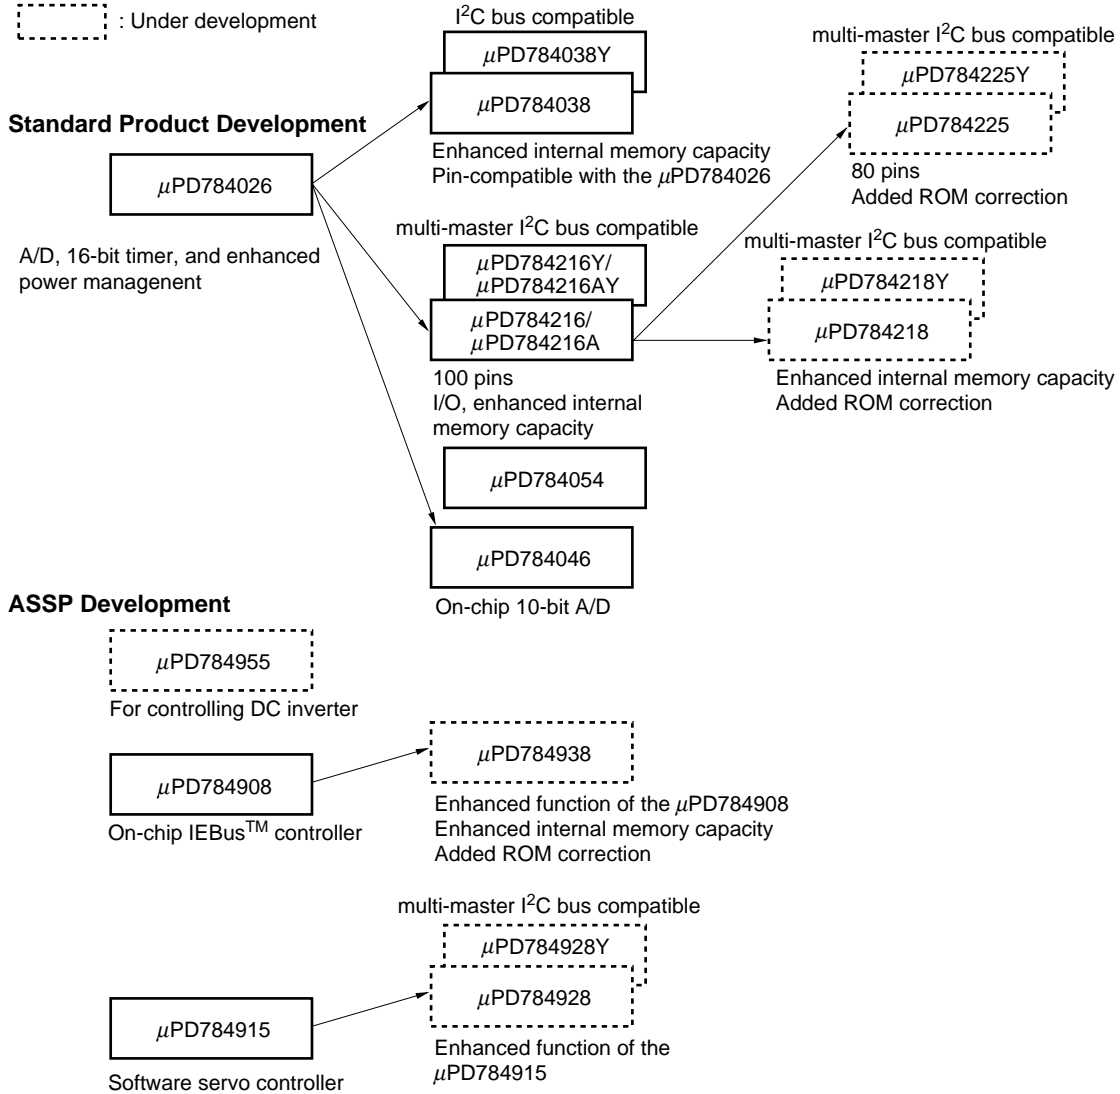 : Under development
I²C bus compatible
μPD784038Y
μPD784038
Enhanced internal memory capacity
Pin-compatible with the μPD784026
multi-master I²C bus compatible
μPD784225Y
μPD784225
80 pins
Added ROM correction
Standard Product Development
μPD784026
A/D, 16-bit timer, and enhanced
power managenent
multi-master I²C bus compatible
μPD784216Y/
μPD784216AY
μPD784216/
μPD784216A
100 pins
I/O, enhanced internal
memory capacity
multi-master I²C bus compatible
μPD784218Y
μPD784218
Enhanced internal memory capacity
Added ROM correction
μPD784054
μPD784046
On-chip 10-bit A/D
ASSP Development
μPD784955
For controlling DC inverter
μPD784908
On-chip IEBus™ controller
μPD784938
Enhanced function of the μPD784908
Enhanced internal memory capacity
Added ROM correction
multi-master I²C bus compatible
μPD784928Y
μPD784928
Enhanced function of the
μPD784915
μPD784915
Software servo controller